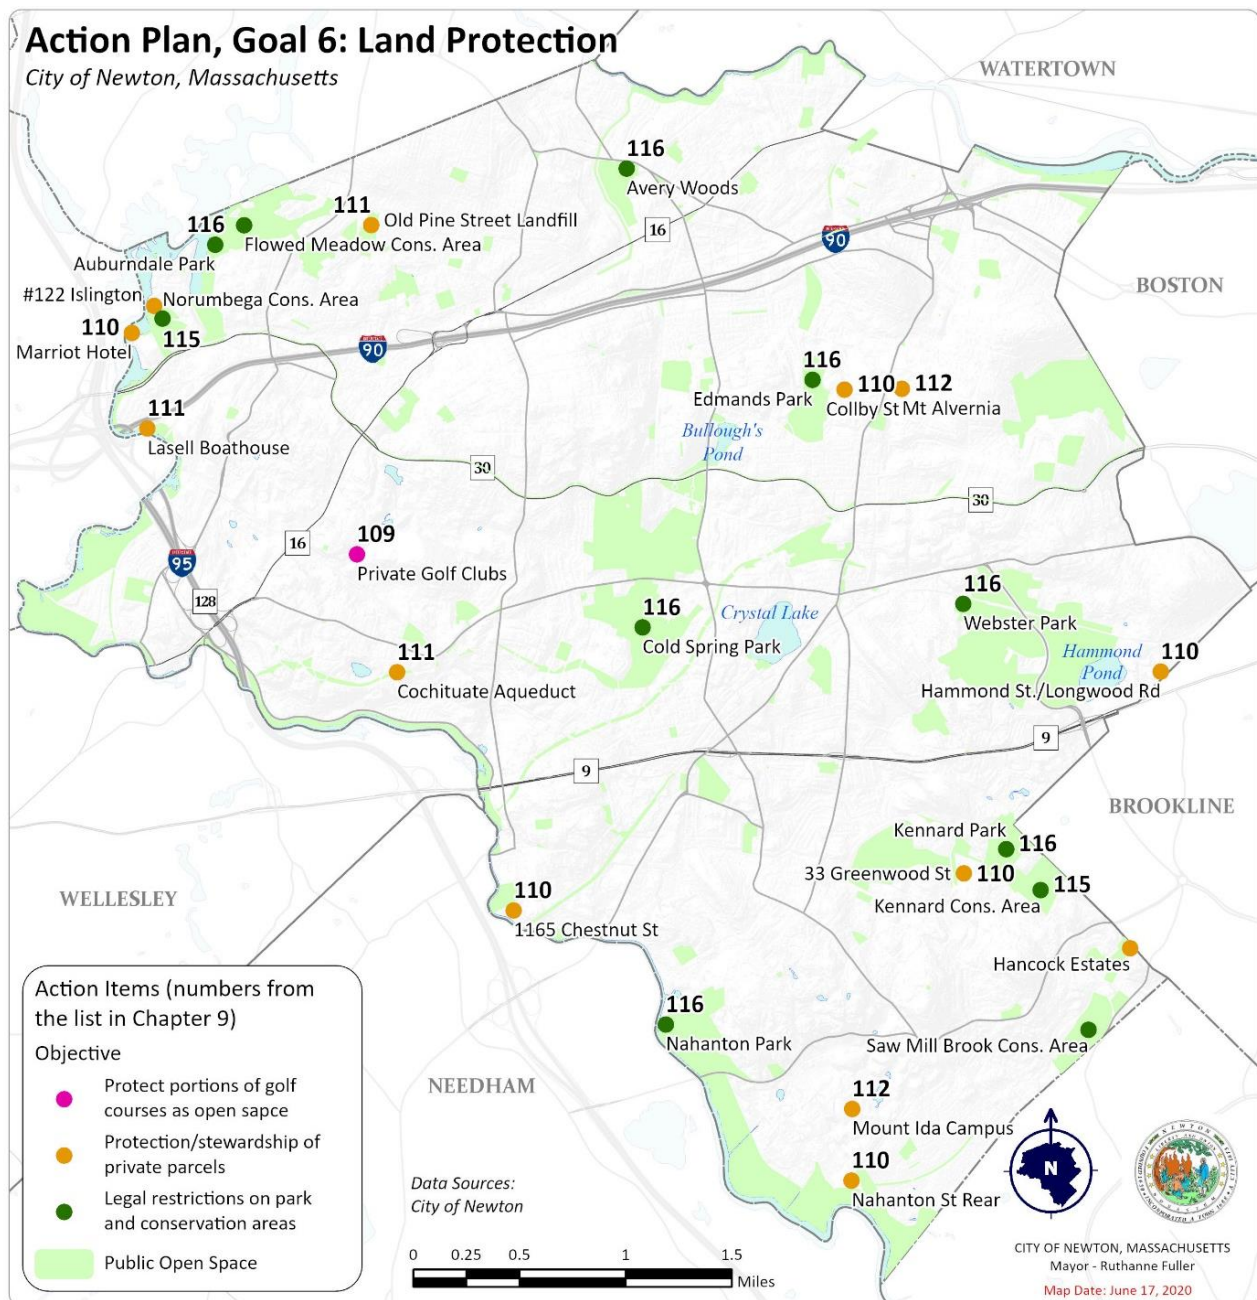 Action Plan, Goal 6: Land Protection
City of Newton, Massachusetts
WATERTOWN
116
Avery Woods
111
Old Pine Street Landfill
116
Flowed Meadow Cons. Area
Auburndale Park
16
90
#122 Islington
Norumbega Cons. Area
BOSTON
110
115
Marriot Hotel
90
116
110
112
Edmands Park
Collby St
Mt Alvernia
111
Lasell Boathouse
Bullough's
Pond
30
30
109
Private Golf Clubs
16
95
128
116
Cold Spring Park
Crystal Lake
116
Webster Park
Hammond
Pond
110
Hammond St./Longwood Rd
111
Cochituate Aqueduct
9
9
BROOKLINE
Kennard Park
116
33 Greenwood St
110
115
Kennard Cons. Area
WELLESLEY
110
1165 Chestnut St
Hancock Estates
116
Nahanton Park
Saw Mill Brook Cons. Area
NEEDHAM
112
Mount Ida Campus
110
Nahanton St Rear
Action Items (numbers from
the list in Chapter 9)
Objective
Protect portions of golf
courses as open sapce
Protection/stewardship of
private parcels
Legal restrictions on park
and conservation areas
Public Open Space
Data Sources:
City of Newton
0 0.25 0.5 1 1.5
Miles
N
CITY OF NEWTON, MASSACHUSETTS
Mayor - Ruthanne Fuller
Map Date: June 17, 2020